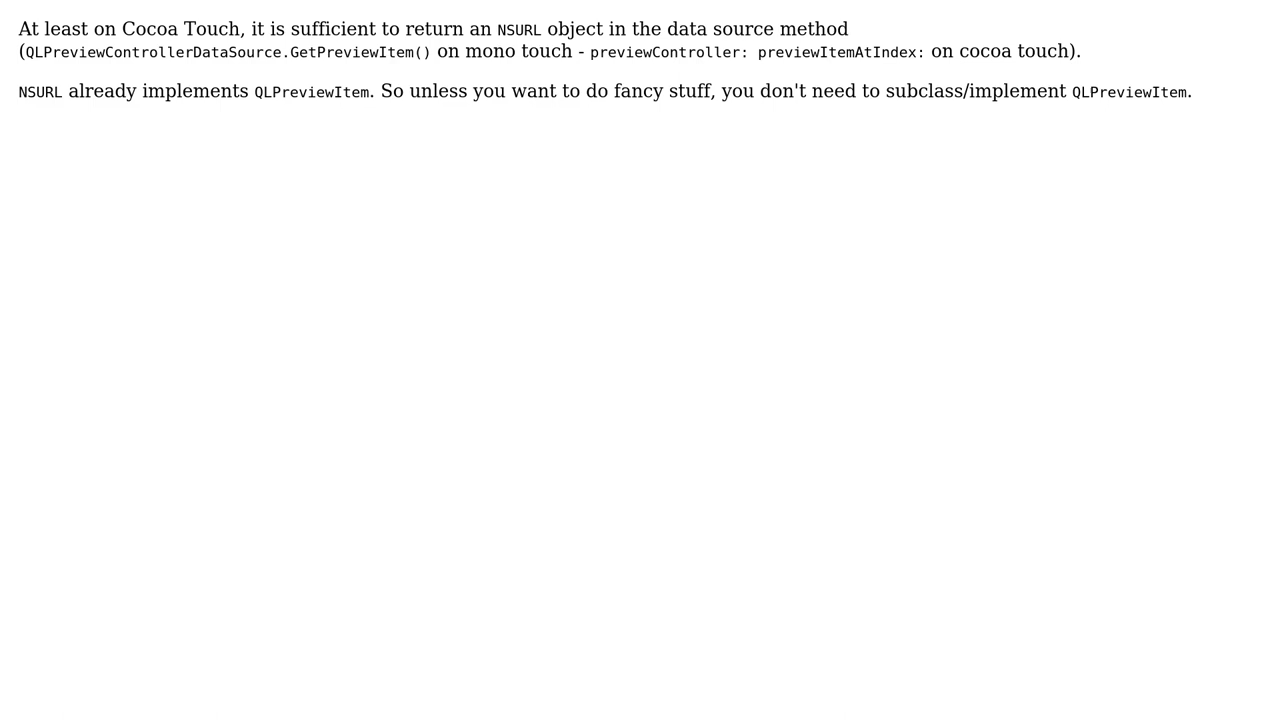 At least on Cocoa Touch, it is sufficient to return an NSURL object in the data source method
(QLPreviewControllerDataSource.GetPreviewItem() on mono touch - previewController: previewItemAtIndex: on cocoa touch).
NSURL already implements QLPreviewItem. So unless you want to do fancy stuff, you don't need to subclass/implement QLPreviewItem.